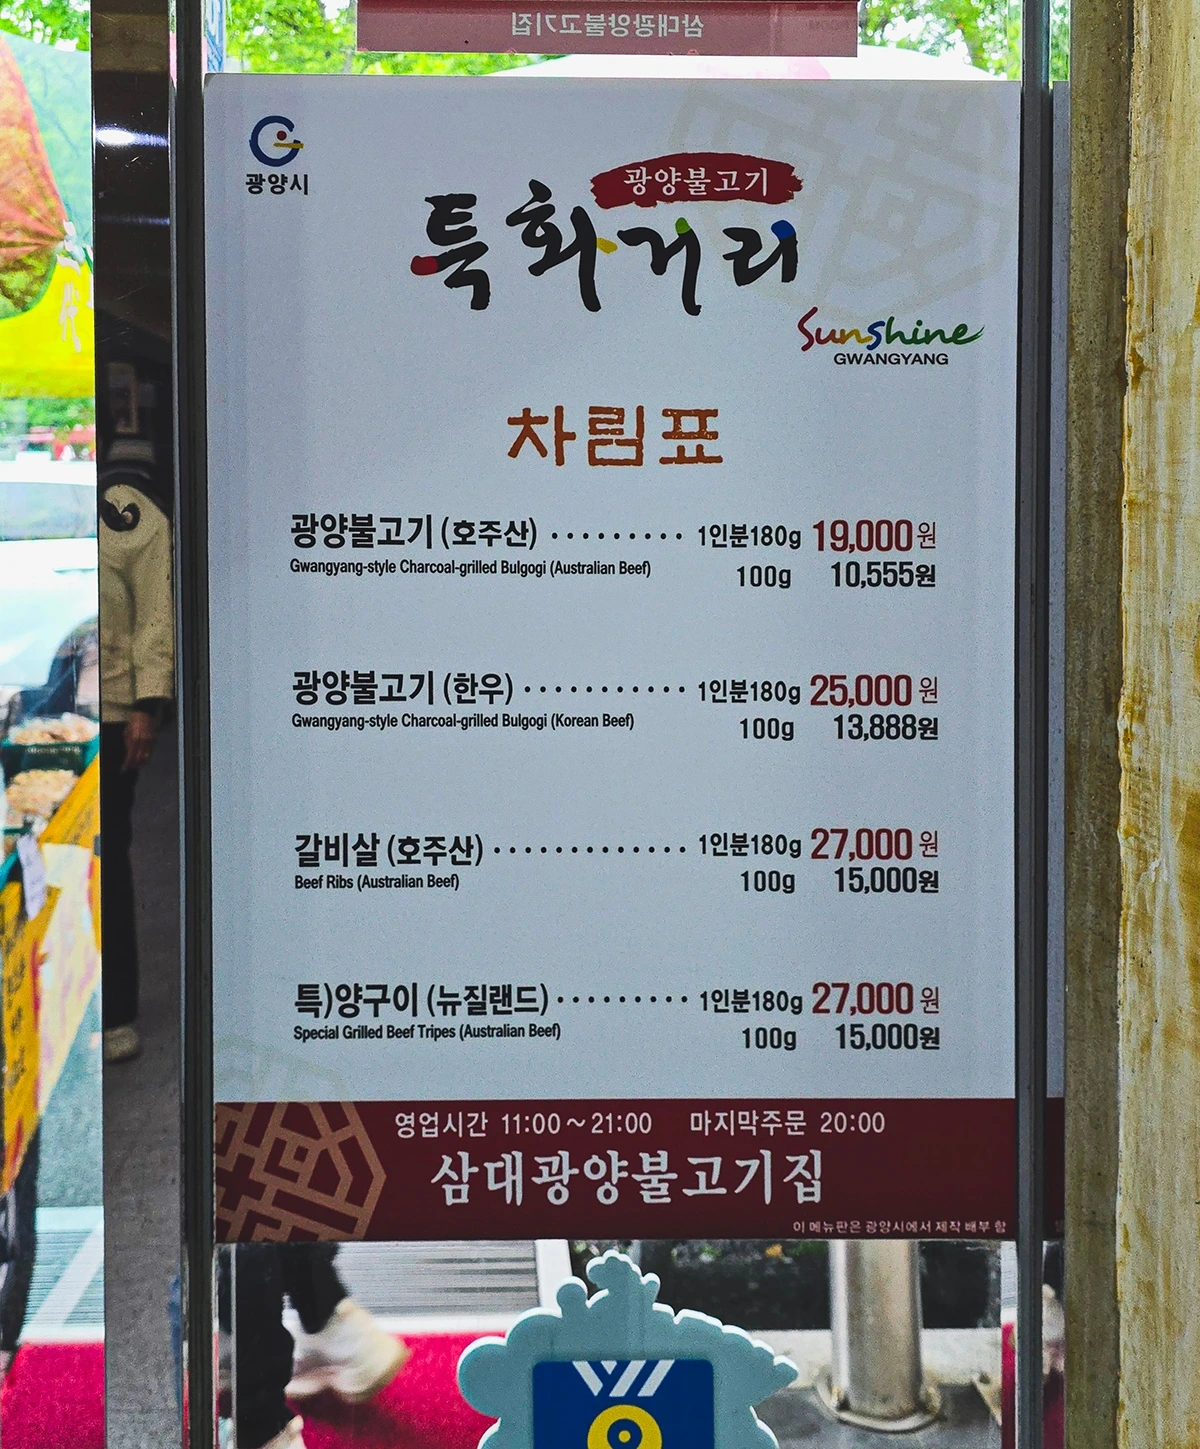 삼대광양불고기집
광양시
광양불고기
특화거리
Sunshine
GWANGYANG
차림표
광양불고기 (호주산) ········· 1인분180g 19,000원
Gwangyang-style Charcoal-grilled Bulgogi (Australian Beef) 100g 10,555원
광양불고기 (한우) ··········· 1인분180g 25,000원
Gwangyang-style Charcoal-grilled Bulgogi (Korean Beef) 100g 13,888원
갈비살 (호주산) ············· 1인분180g 27,000원
Beef Ribs (Australian Beef) 100g 15,000원
특)양구이 (뉴질랜드) ········· 1인분180g 27,000원
Special Grilled Beef Tripes (Australian Beef) 100g 15,000원
영업시간 11:00~21:00 마지막주문 20:00
삼대광양불고기집
이 메뉴판은 광양시에서 제작 배부 함